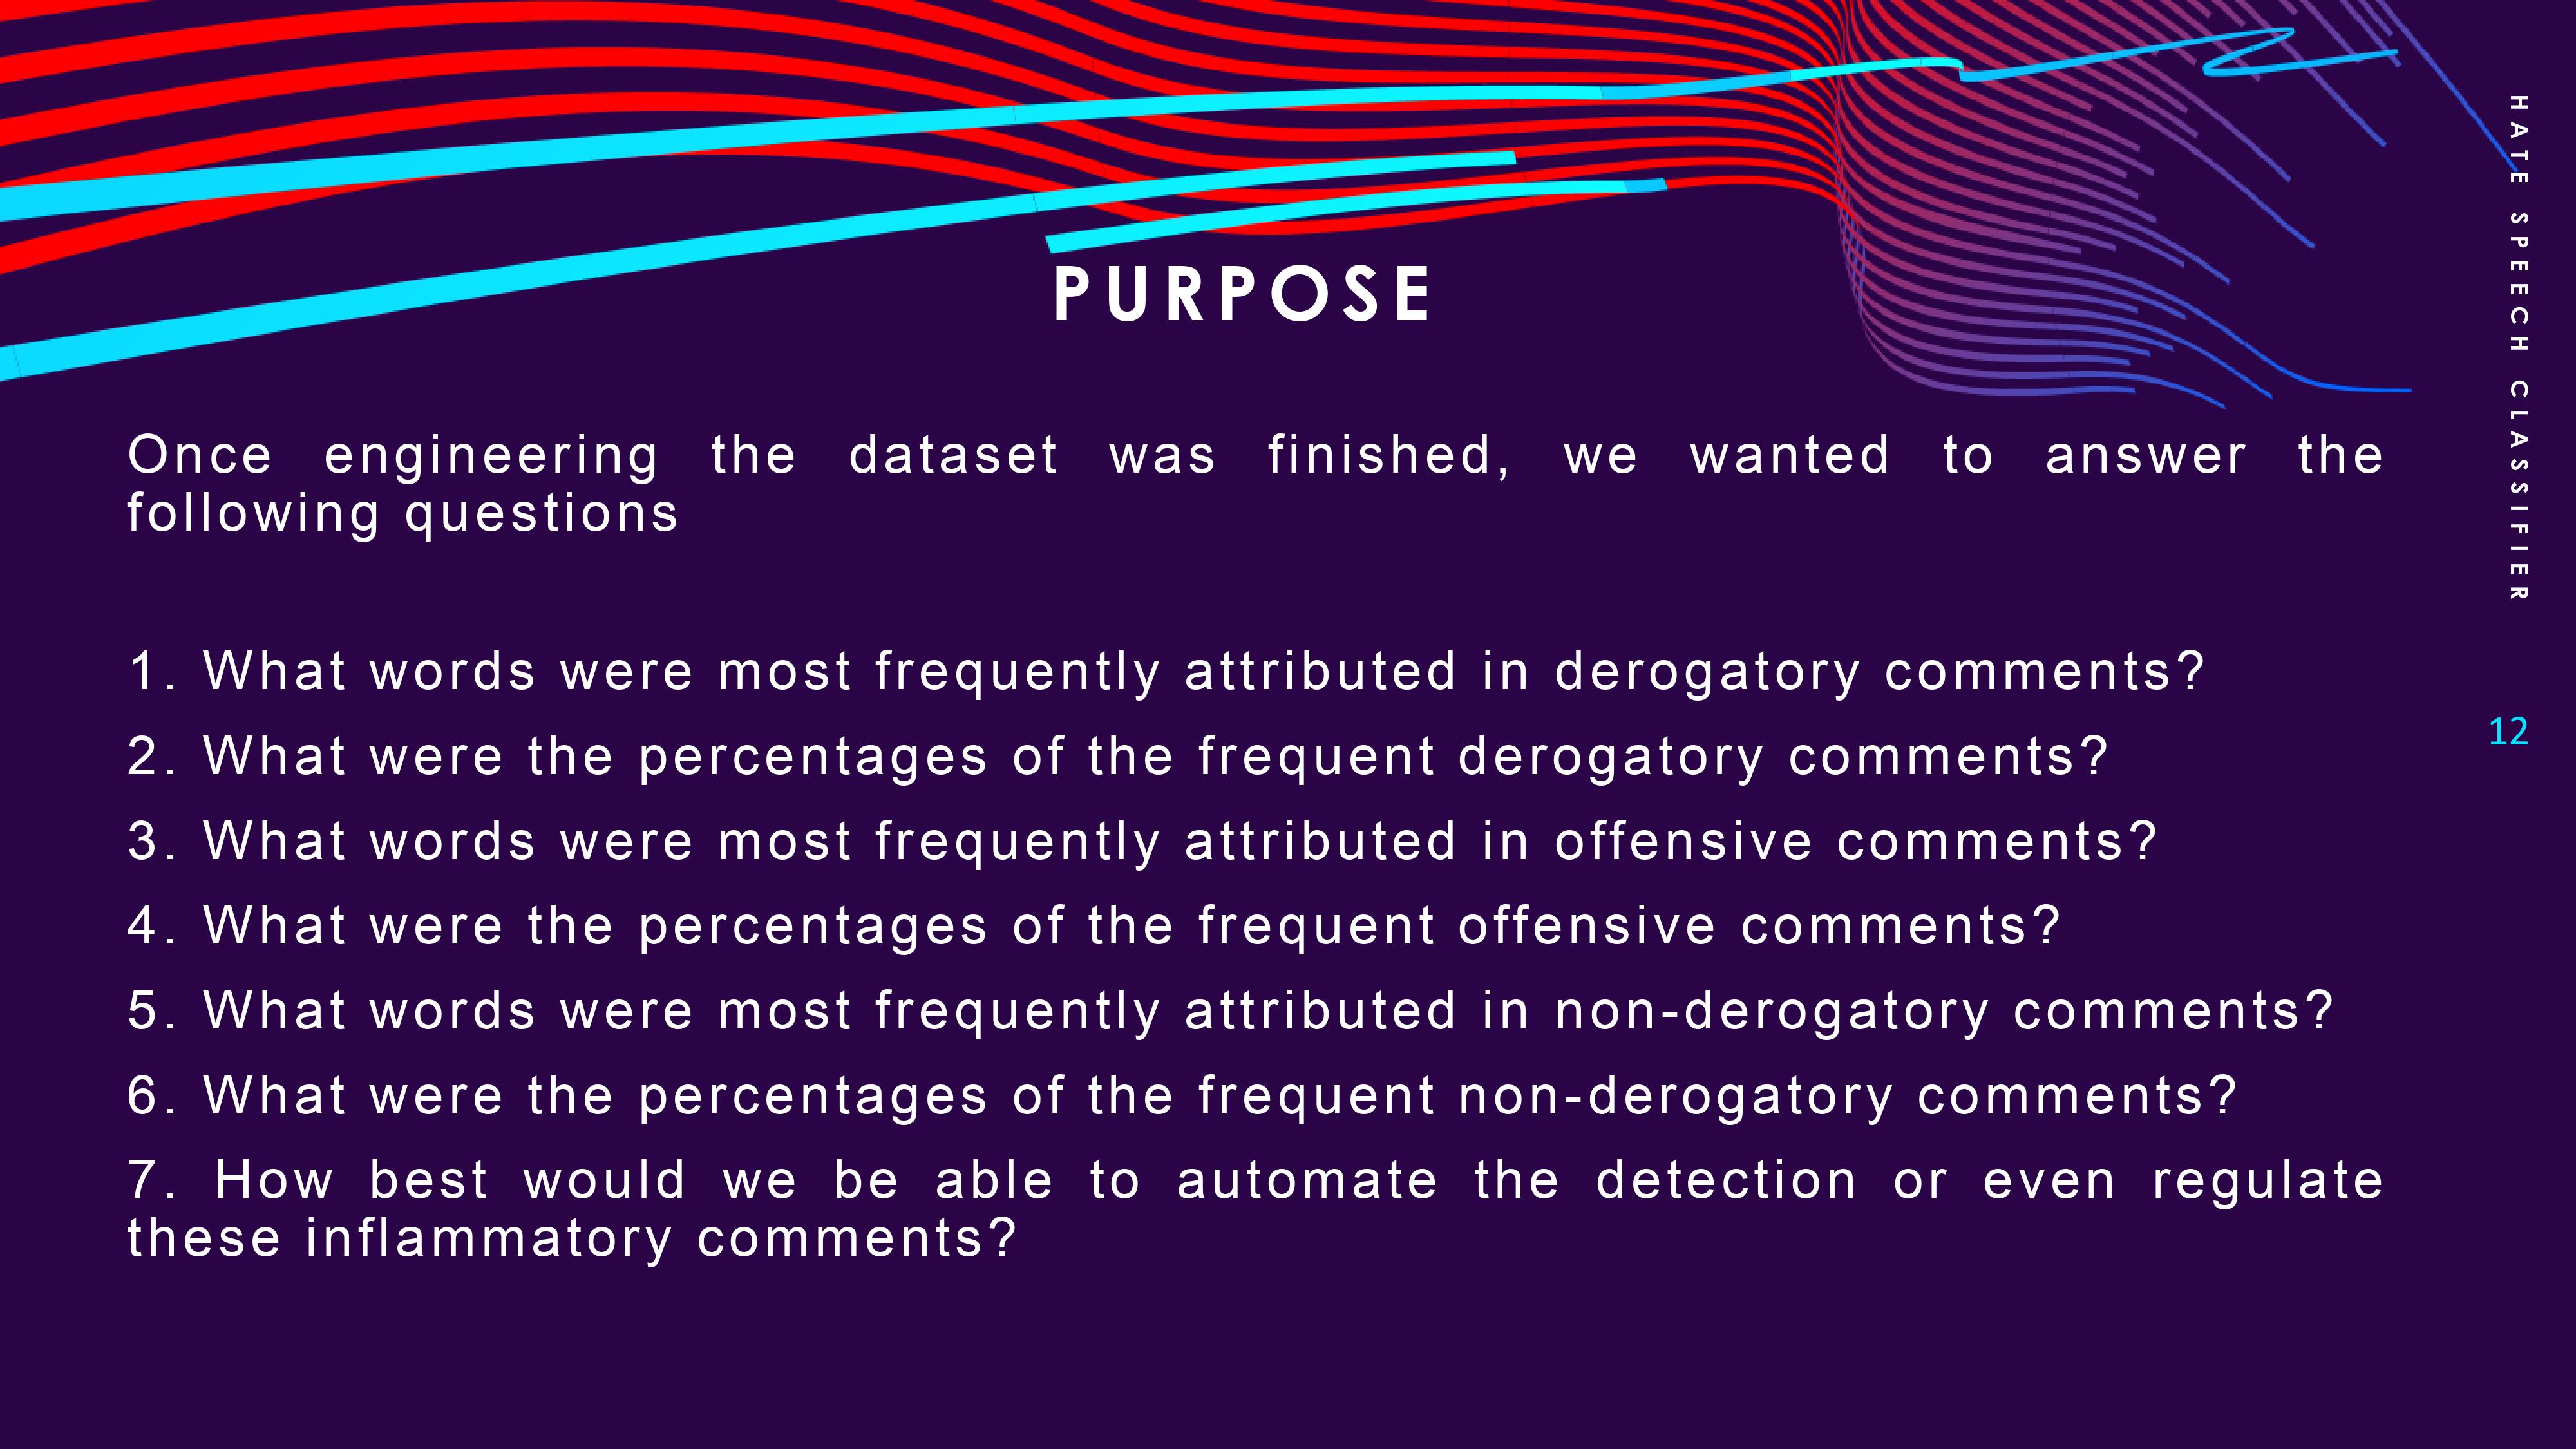 PURPOSE
Once engineering the dataset was finished, we wanted to answer the
following questions
1. What words were most frequently attributed in derogatory comments?
2. What were the percentages of the frequent derogatory comments?
3. What words were most frequently attributed in offensive comments?
4. What were the percentages of the frequent offensive comments?
5. What words were most frequently attributed in non-derogatory comments?
6. What were the percentages of the frequent non-derogatory comments?
7. How best would we be able to automate the detection or even regulate
these inflammatory comments?
HATE SPEECH CLASSIFIER
12